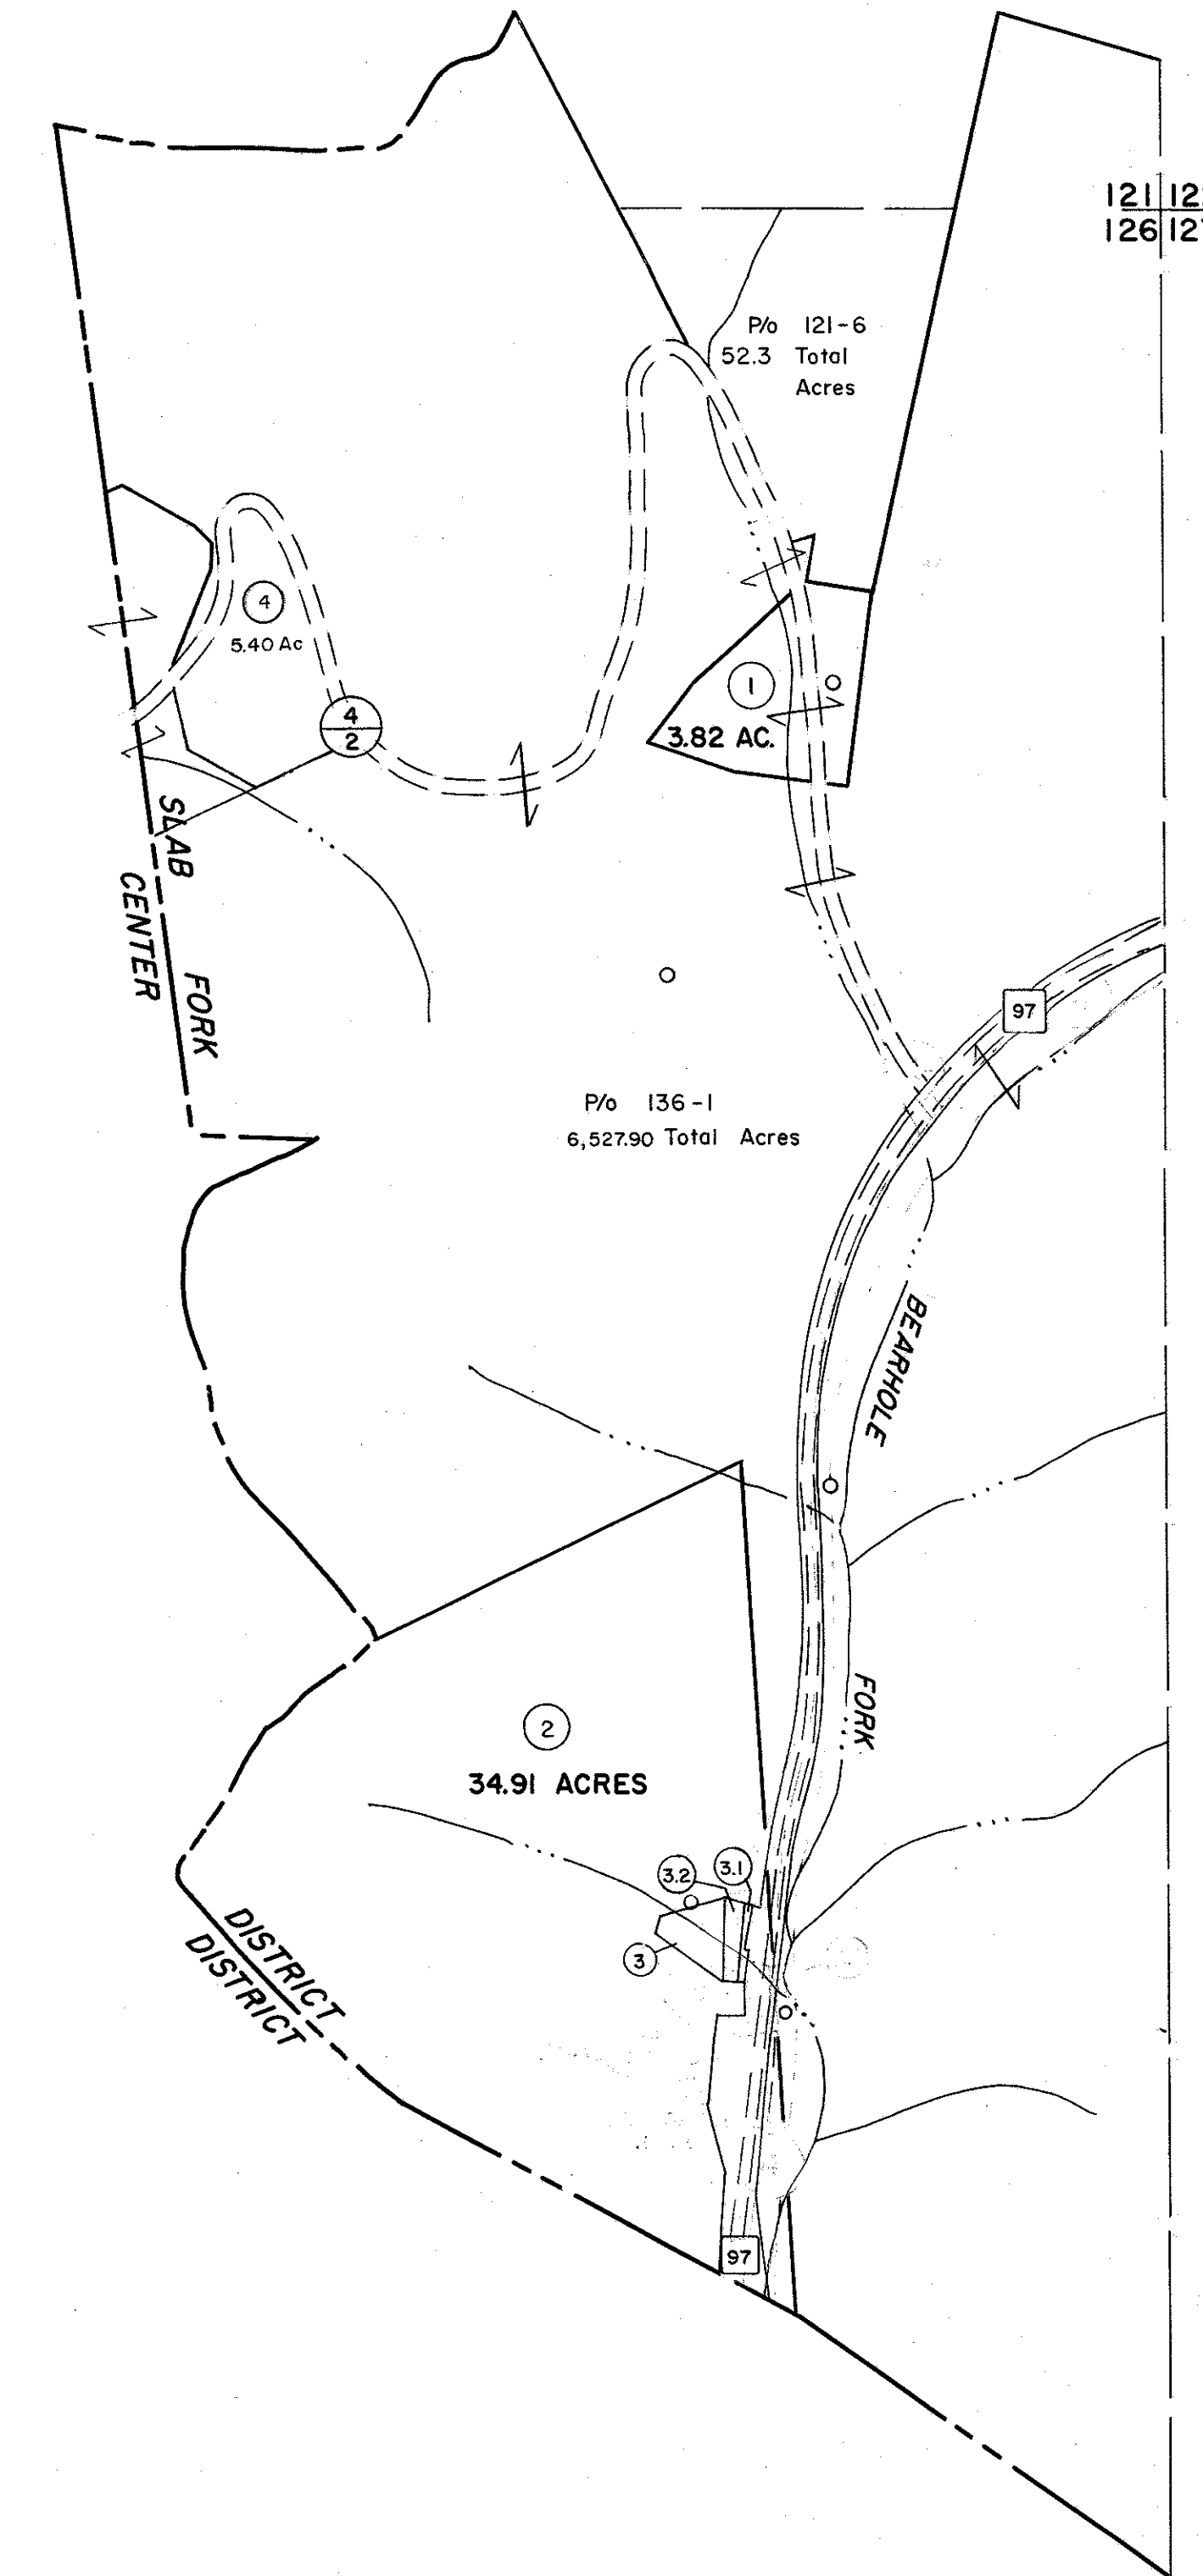 121 12
126 127
P/o 121-6
52.3 Total
Acres
4
5.40 Ac
1
3.82 AC.
4
2
SLAB FORK
CENTER
97
P/o 136-1
6,527.90 Total Acres
BEARHOLE FORK
2
34.91 ACRES
3.2
3.1
3
DISTRICT
DISTRICT
97